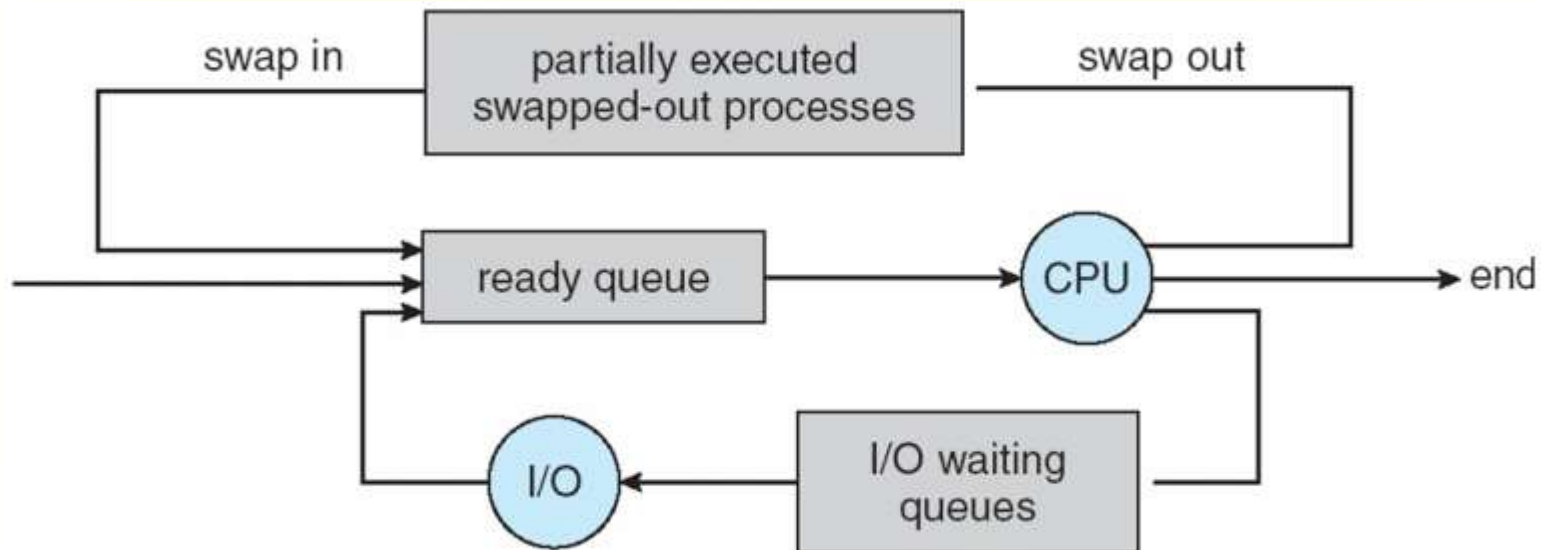 swap in
partially executed
swapped-out processes
swap out
ready queue
CPU
end
I/O
I/O waiting
queues